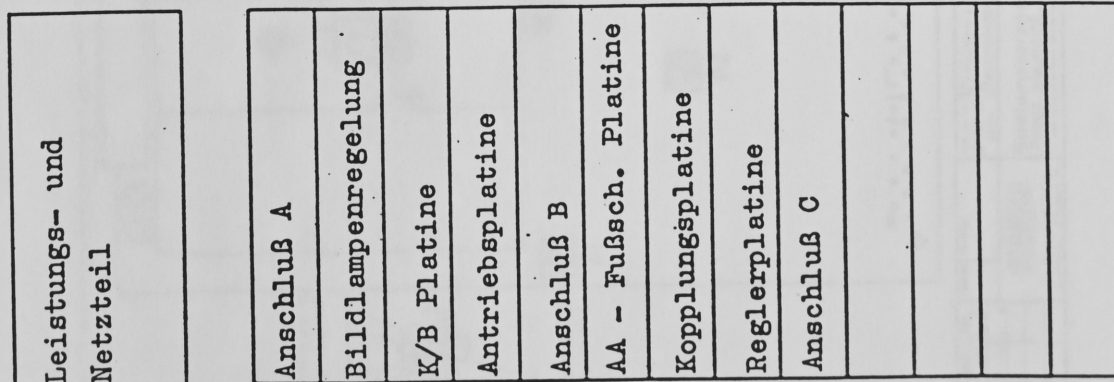 Leistungs- und
Netzteil
Anschluß A
Bildlampenregelung
K/B Platine
Antriebsplatine
Anschluß B
AA - Fußsch. Platine
Kopplungsplatine
Reglerplatine
Anschluß C